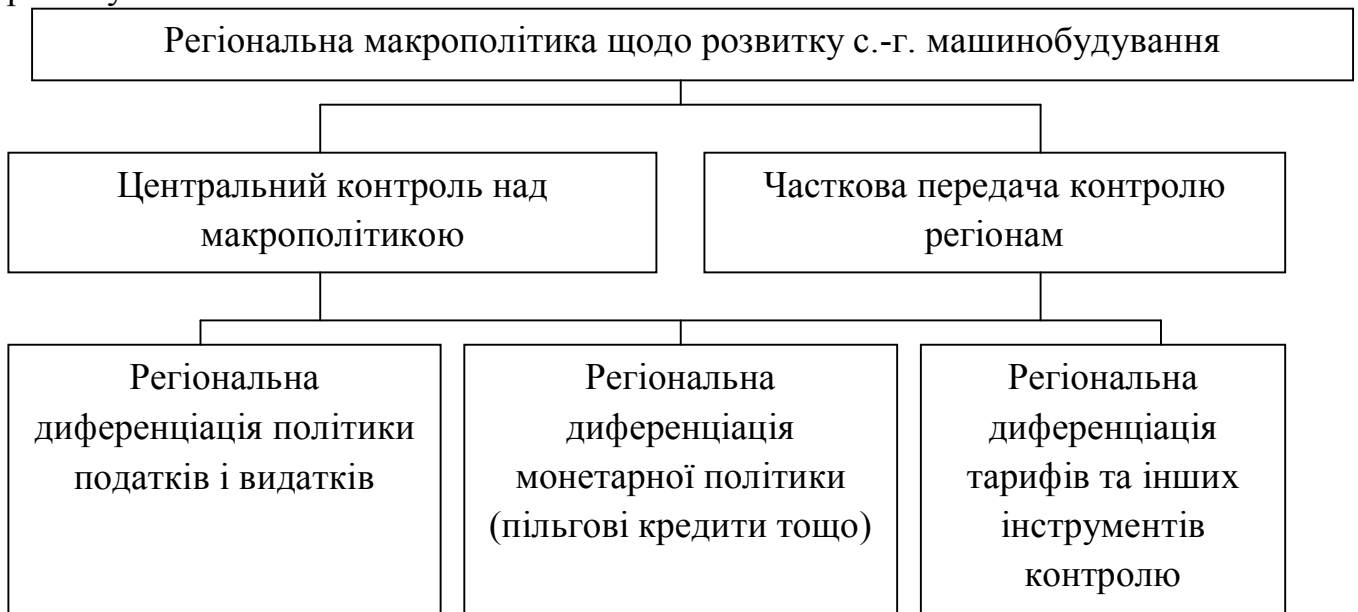 Регіональна макрополітика щодо розвитку с.-г. машинобудування
Центральний контроль над
макрополітикою
Часткова передача контролю
регіонам
Регіональна
диференціація політики
податків і видатків
Регіональна
диференціація
монетарної політики
(пільгові кредити тощо)
Регіональна
диференціація
тарифів та інших
інструментів
контролю